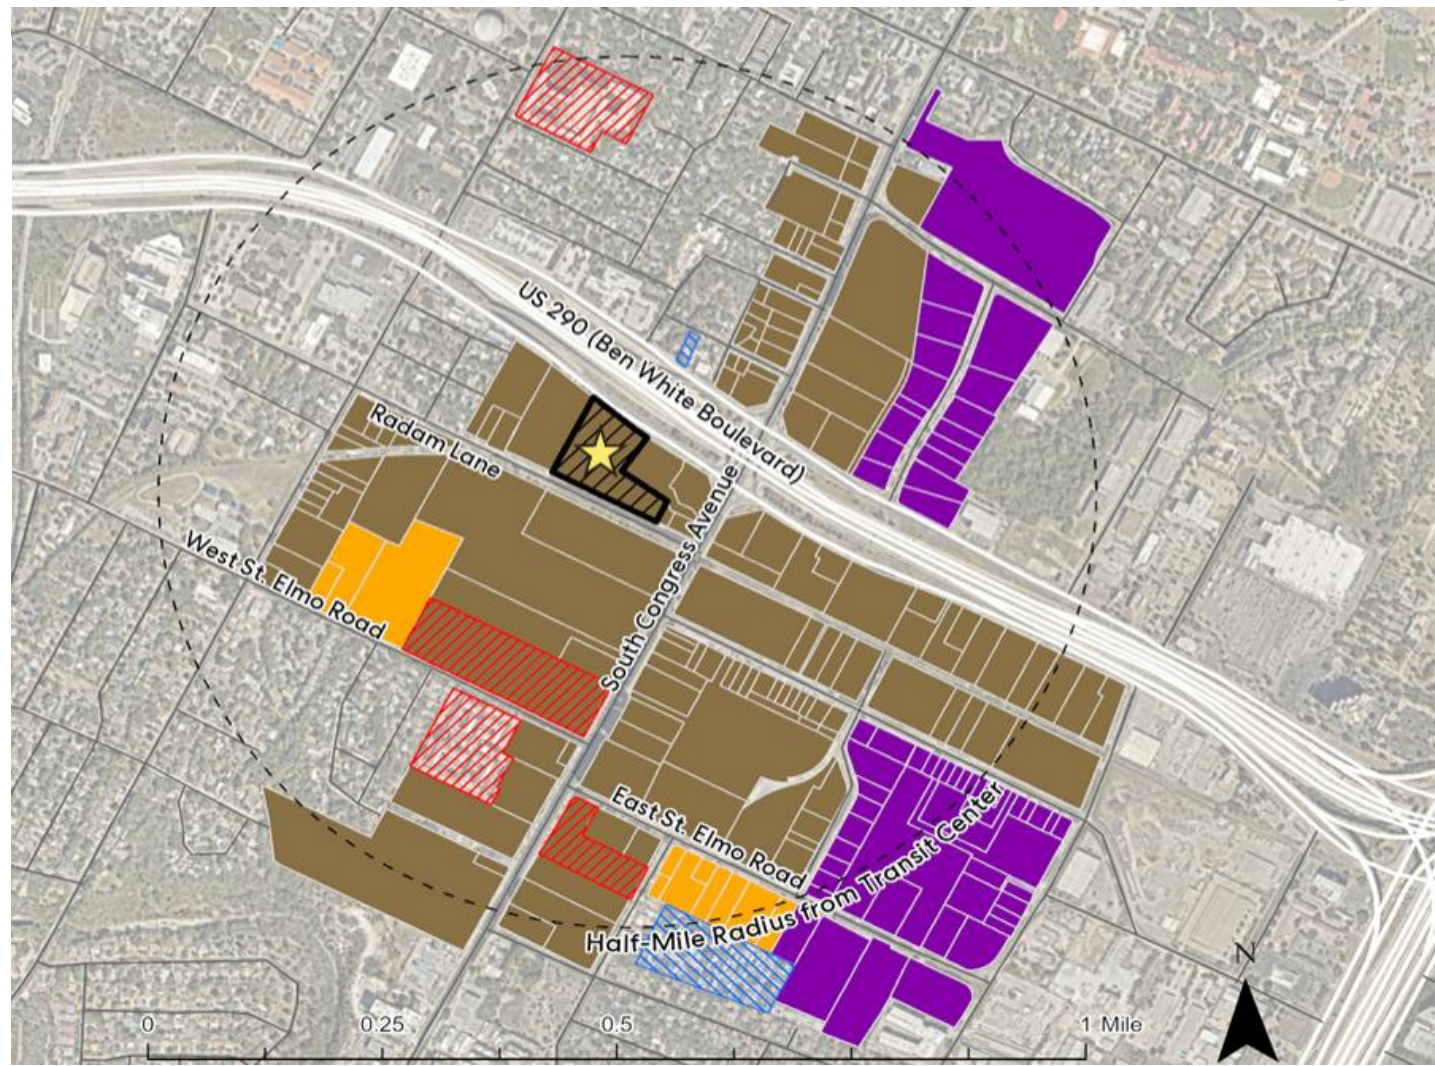 US 290 (Ben White Boulevard)
Radam Lane
South Congress Avenue
West St. Elmo Road
East St. Elmo Road
Half-Mile Radius from Transit Center
N
0 0.25 0.5 1 Mile